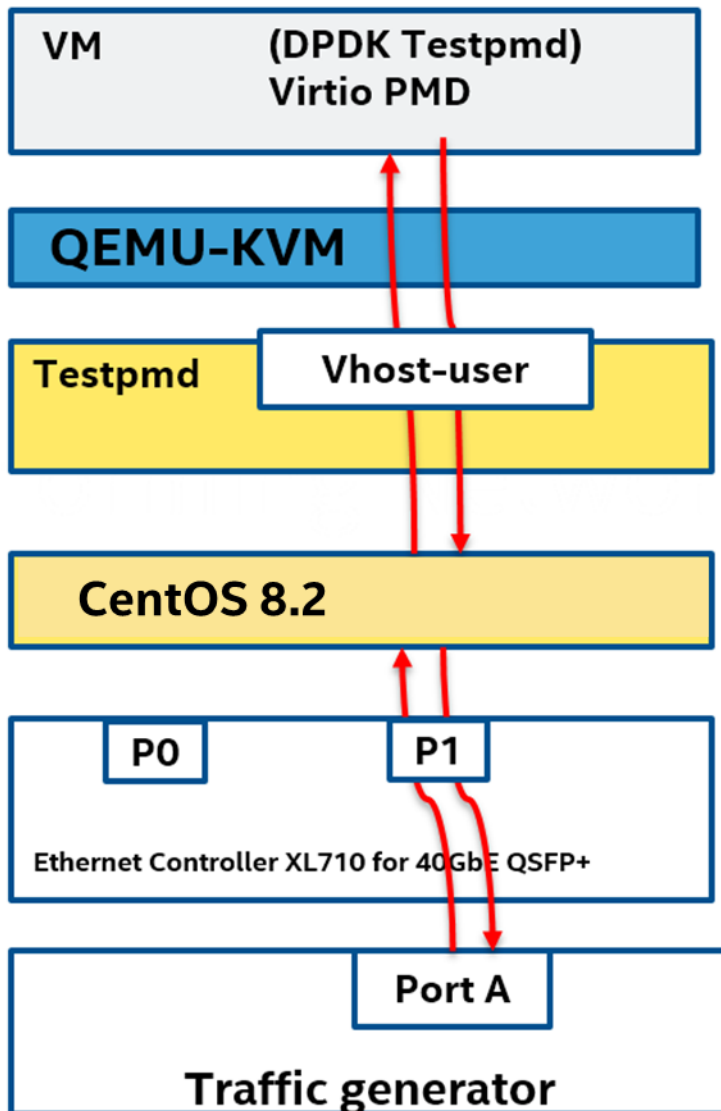 VM (DPDK Testpmd)
Virtio PMD
QEMU-KVM
Vhost-user
Testpmd
CentOS 8.2
P0 P1
Ethernet Controller XL710 for 40GbE QSFP+
Port A
Traffic generator